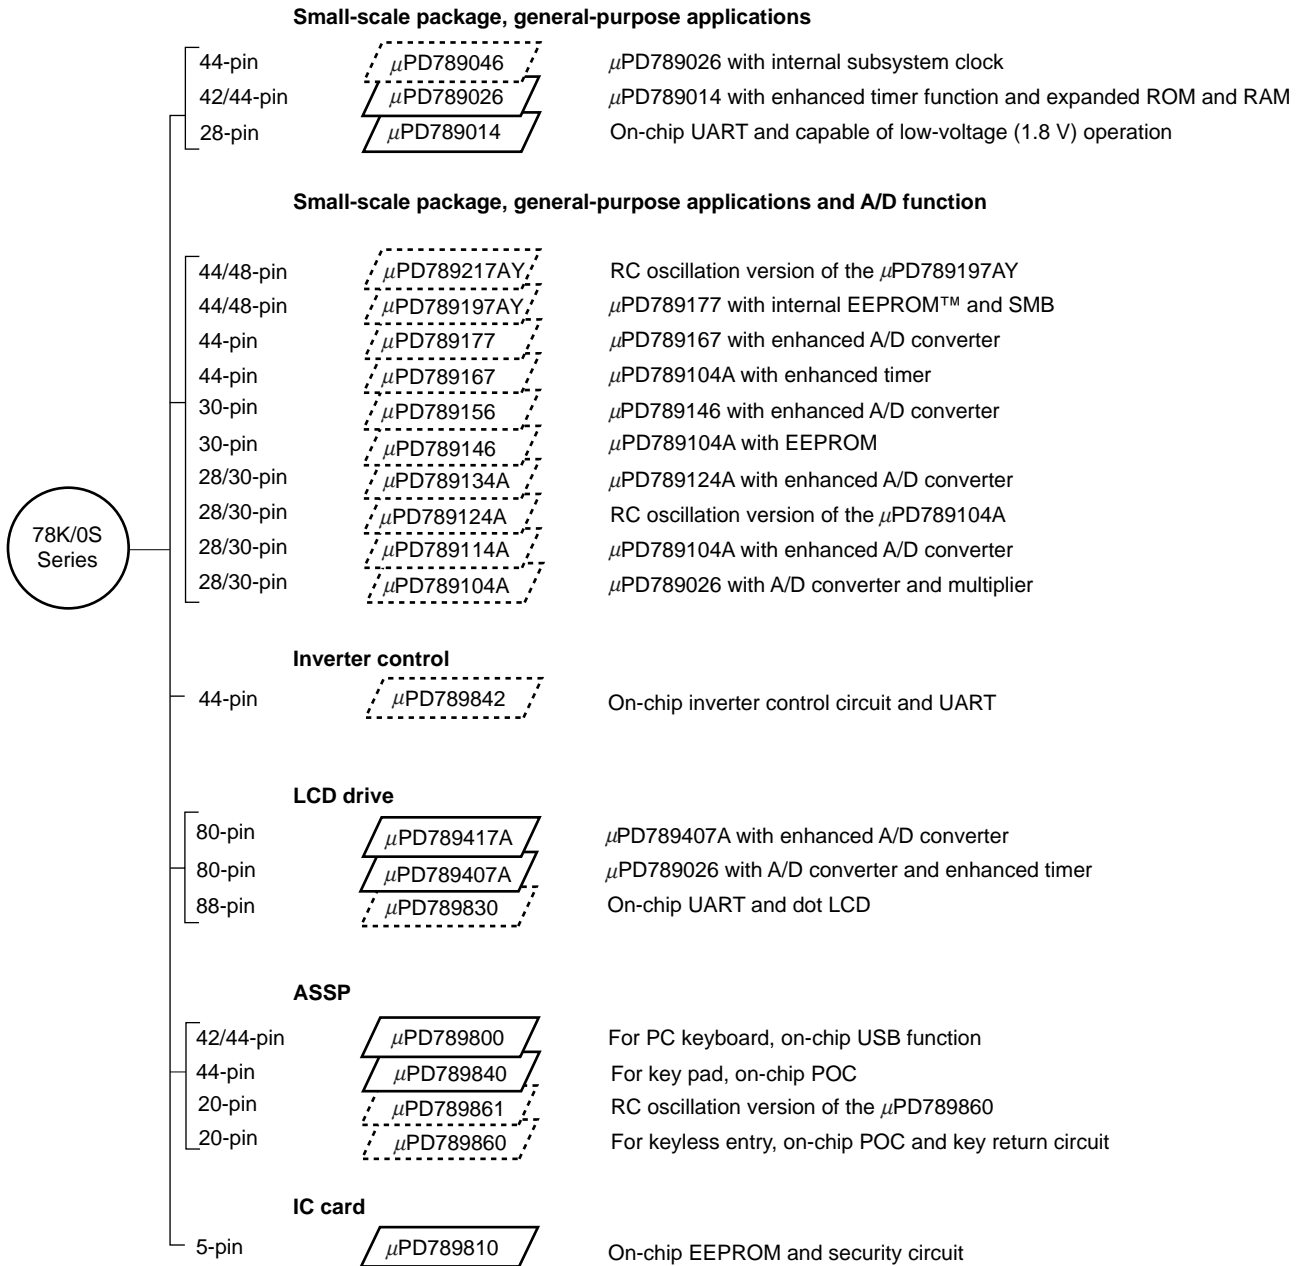 Small-scale package, general-purpose applications
44-pin μPD789046 μPD789026 with internal subsystem clock
42/44-pin μPD789026 μPD789014 with enhanced timer function and expanded ROM and RAM
28-pin μPD789014 On-chip UART and capable of low-voltage (1.8 V) operation
Small-scale package, general-purpose applications and A/D function
44/48-pin μPD789217AY RC oscillation version of the μPD789197AY
44/48-pin μPD789197AY μPD789177 with internal EEPROM™ and SMB
44-pin μPD789177 μPD789167 with enhanced A/D converter
44-pin μPD789167 μPD789104A with enhanced timer
30-pin μPD789156 μPD789146 with enhanced A/D converter
30-pin μPD789146 μPD789104A with EEPROM
28/30-pin μPD789134A μPD789124A with enhanced A/D converter
28/30-pin μPD789124A RC oscillation version of the μPD789104A
78K/0S
Series
28/30-pin μPD789114A μPD789104A with enhanced A/D converter
28/30-pin μPD789104A μPD789026 with A/D converter and multiplier
Inverter control
44-pin μPD789842 On-chip inverter control circuit and UART
LCD drive
80-pin μPD789417A μPD789407A with enhanced A/D converter
80-pin μPD789407A μPD789026 with A/D converter and enhanced timer
88-pin μPD789830 On-chip UART and dot LCD
ASSP
42/44-pin μPD789800 For PC keyboard, on-chip USB function
44-pin μPD789840 For key pad, on-chip POC
20-pin μPD789861 RC oscillation version of the μPD789860
20-pin μPD789860 For keyless entry, on-chip POC and key return circuit
IC card
5-pin μPD789810 On-chip EEPROM and security circuit